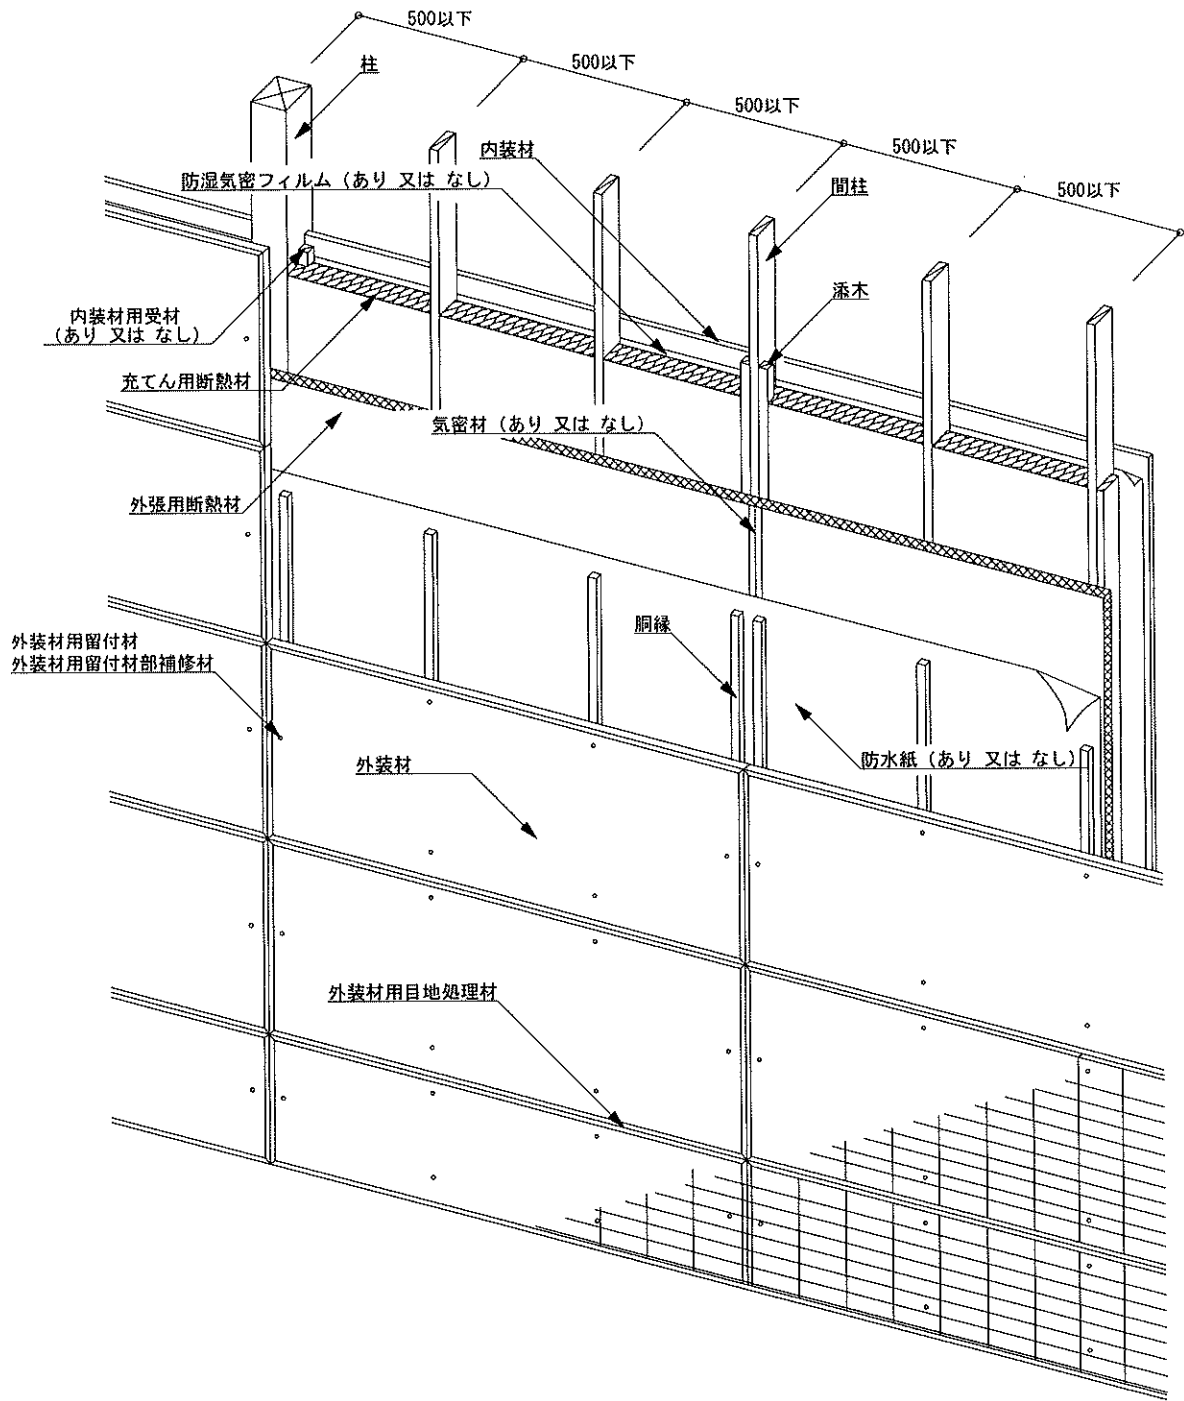 500以下
500以下
500以下
500以下
500以下
柱
内装材
防湿気密フィルム (あり 又は なし)
間柱
添木
内装材用受材
(あり 又は なし)
充てん用断熱材
気密材 (あり 又は なし)
外張用断熱材
胴縁
外装材用留付材
外装材用留付材部補修材
外装材
防水紙 (あり 又は なし)
外装材用目地処理材